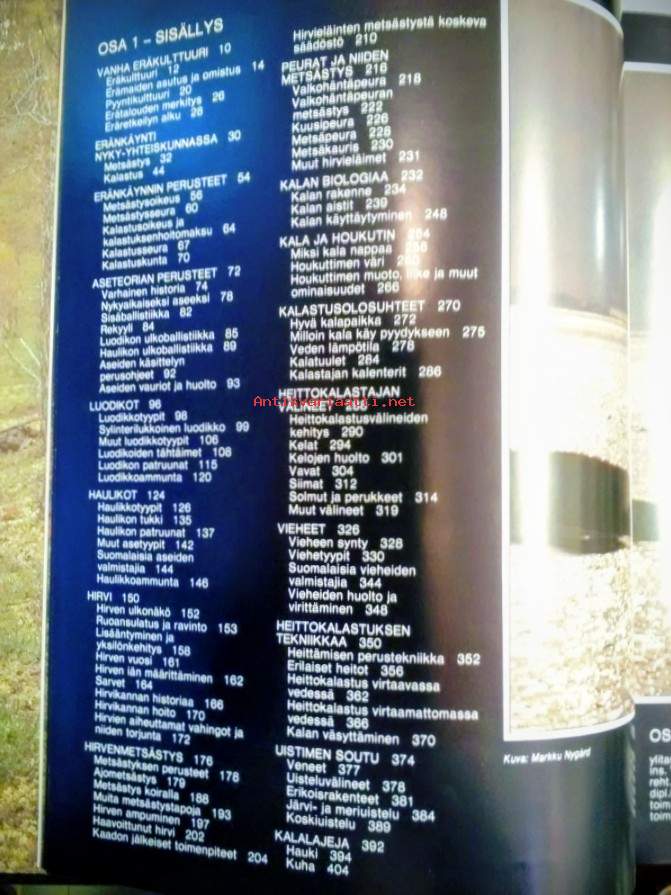 OSA 1 – SISÄLLYS
VANHA ERÄKULTTUURI 10
Eräkulttuuri 12
Erämaiden asutus ja omistus 14
Pyyntikulttuuri 20
Erätalouden merkitys 26
Eräretkeilyn alku 28
ERÄNKÄYNTI
NYKY-YHTEISKUNNASSA 30
Metsästys 32
Kalastus 44
ERÄNKÄYNNIN PERUSTEET 54
Metsästysoikeus 56
Metsästysseura 60
Kalastusoikeus ja
kalastuksenhoitomaksu 64
Kalastusseura 67
Kalastuskunta 70
ASETEORIAN PERUSTEET 72
Varhainen historia 74
Nykyaikaiseksi aseeksi 78
Sisäballistiikka 82
Rekyyli 84
Luodikon ulkoballistiikka 85
Haulikon ulkoballistiikka 89
Aseiden käsittelyn
perusohjeet 92
Aseiden vauriot ja huolto 93
LUODIKOT 96
Luodikkotyypit 98
Sylinterilukkoinen luodikko 99
Muut luodikkotyypit 106
Luodikoiden tähtäimet 108
Luodikon patruunat 115
Luodikkoammunta 120
HAULIKOT 124
Haulikkotyypit 126
Haulikon tukki 135
Haulikon patruunat 137
Muut asetyypit 142
Suomalaisia aseiden
valmistajia 144
Haulikkoammunta 146
HIRVI 150
Hirven ulkonäkö 152
Ruoansulatus ja ravinto 153
Lisääntyminen ja
yksilönkehitys 158
Hirven vuosi 161
Hirven iän määrittäminen 162
Sarvet 164
Hirvikannan historiaa 166
Hirvikannan hoito 170
Hirvien aiheuttamat vahingot ja
niiden torjunta 172
HIRVENMETSÄSTYS 176
Metsästyksen perusteet 178
Ajometsästys 179
Metsästys koiralla 188
Muita metsästystapoja 193
Hirven ampuminen 197
Haavoittunut hirvi 202
Kaadon jälkeiset toimenpiteet 204
Hirvieläinten metsästystä koskeva
säädöstö 210
PEURAT JA NIIDEN
METSÄSTYS 216
Valkohäntäpeura 218
Valkohäntäpeuran
metsästys 222
Kuusipeura 226
Metsäpeura 228
Metsäkauris 230
Muut hirvieläimet 231
KALAN BIOLOGIAA 232
Kalan rakenne 234
Kalan aistit 239
Kalan käyttäytyminen 248
KALA JA HOUKUTIN 254
Miksi kala nappaa 256
Houkuttimen väri
Houkuttimen muoto, liike ja muut
ominaisuudet 266
KALASTUSOLOSUHTEET 270
Hyvä kalapaikka 272
Milloin kala käy pyydykseen 275
Veden lämpötila 278
Kalatuulet 284
Kalastajan kalenterit 286
HEITTOKALASTAJAN
VÄLINEET 288
Heittokalastusvälineiden
kehitys 290
Kelat 294
Kelojen huolto 301
Vavat 304
Siimat 312
Solmut ja perukkeet 314
Muut välineet 319
VIEHEET 326
Vieheen synty 328
Viehetyypit 330
Suomalaisia vieheiden
valmistajia 344
Vieheiden huolto ja
virittäminen 348
HEITTOKALASTUKSEN
TEKNIIKKAA 350
Heittämisen perustekniikka 352
Erilaiset heitot 356
Heittokalastus virtaavassa
vedessä 362
Heittokalastus virtaamattomassa
vedessä 366
Kalan väsyttäminen 370
UISTIMEN SOUTU 374
Veneet 377
Uisteluvälineet 378
Erikoisrakenteet 381
Järvi- ja meriuistelu 384
Koskiuistelu 389
KALALAJEJA 392
Hauki 394
Kuha 404
Antikvariaatti.net
Kuva: Markku Nygård
OS